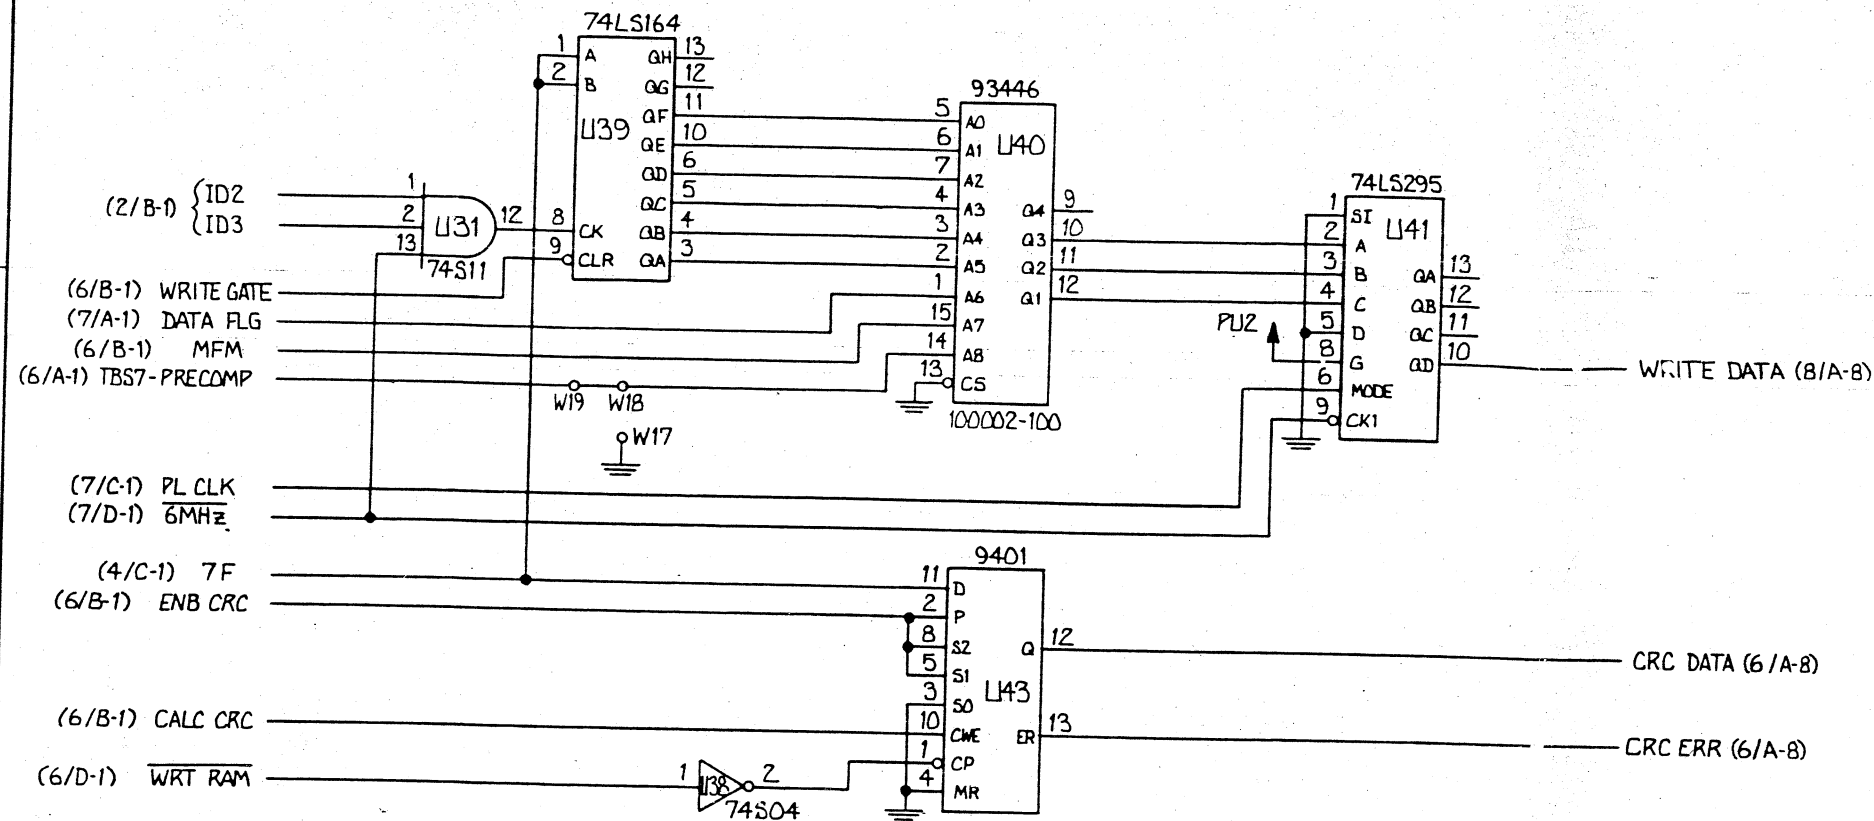 74LS164
1 A QH 13
2 B QG 12
QF 11
U39
QE 10
QD 6
QC 5
8 CK QB 4
9 CLR QA 3
93446
5 A0
U40
6 A1
7 A2
4 A3 Q4 9
3 A4 Q3 10
2 A5 Q2 11
1 A6 Q1 12
15 A7
14 A8
13 CS
100002-100
74LS295
1 SI
U41
2 A
3 B QA 13
4 C QB 12
5 D QC 11
8 G QD 10
6 MODE
9 CK1
PU2
WRITE DATA (8/A-8)
(2/B-1) {ID2
{ID3
1
2 U31 12
13
74S11
(6/B-1) WRITE GATE
(7/A-1) DATA FLG
(6/B-1) MFM
(6/A-1) TBS7-PRECOMP
W19 W18
W17
(7/C-1) PL CLK
(7/D-1) 6MHz
(4/C-1) 7F
(6/B-1) ENB CRC
9401
11 D
2 P
8 S2 Q 12
CRC DATA (6/A-8)
5 S1
U43
3 S0
(6/B-1) CALC CRC
10 CWE ER 13
CRC ERR (6/A-8)
1 CP
4 MR
(6/D-1) WRT RAM
1 U38 2
74S04